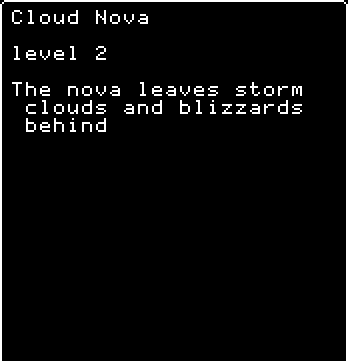 Cloud Nova
level 2
The nova leaves storm
clouds and blizzards
behind